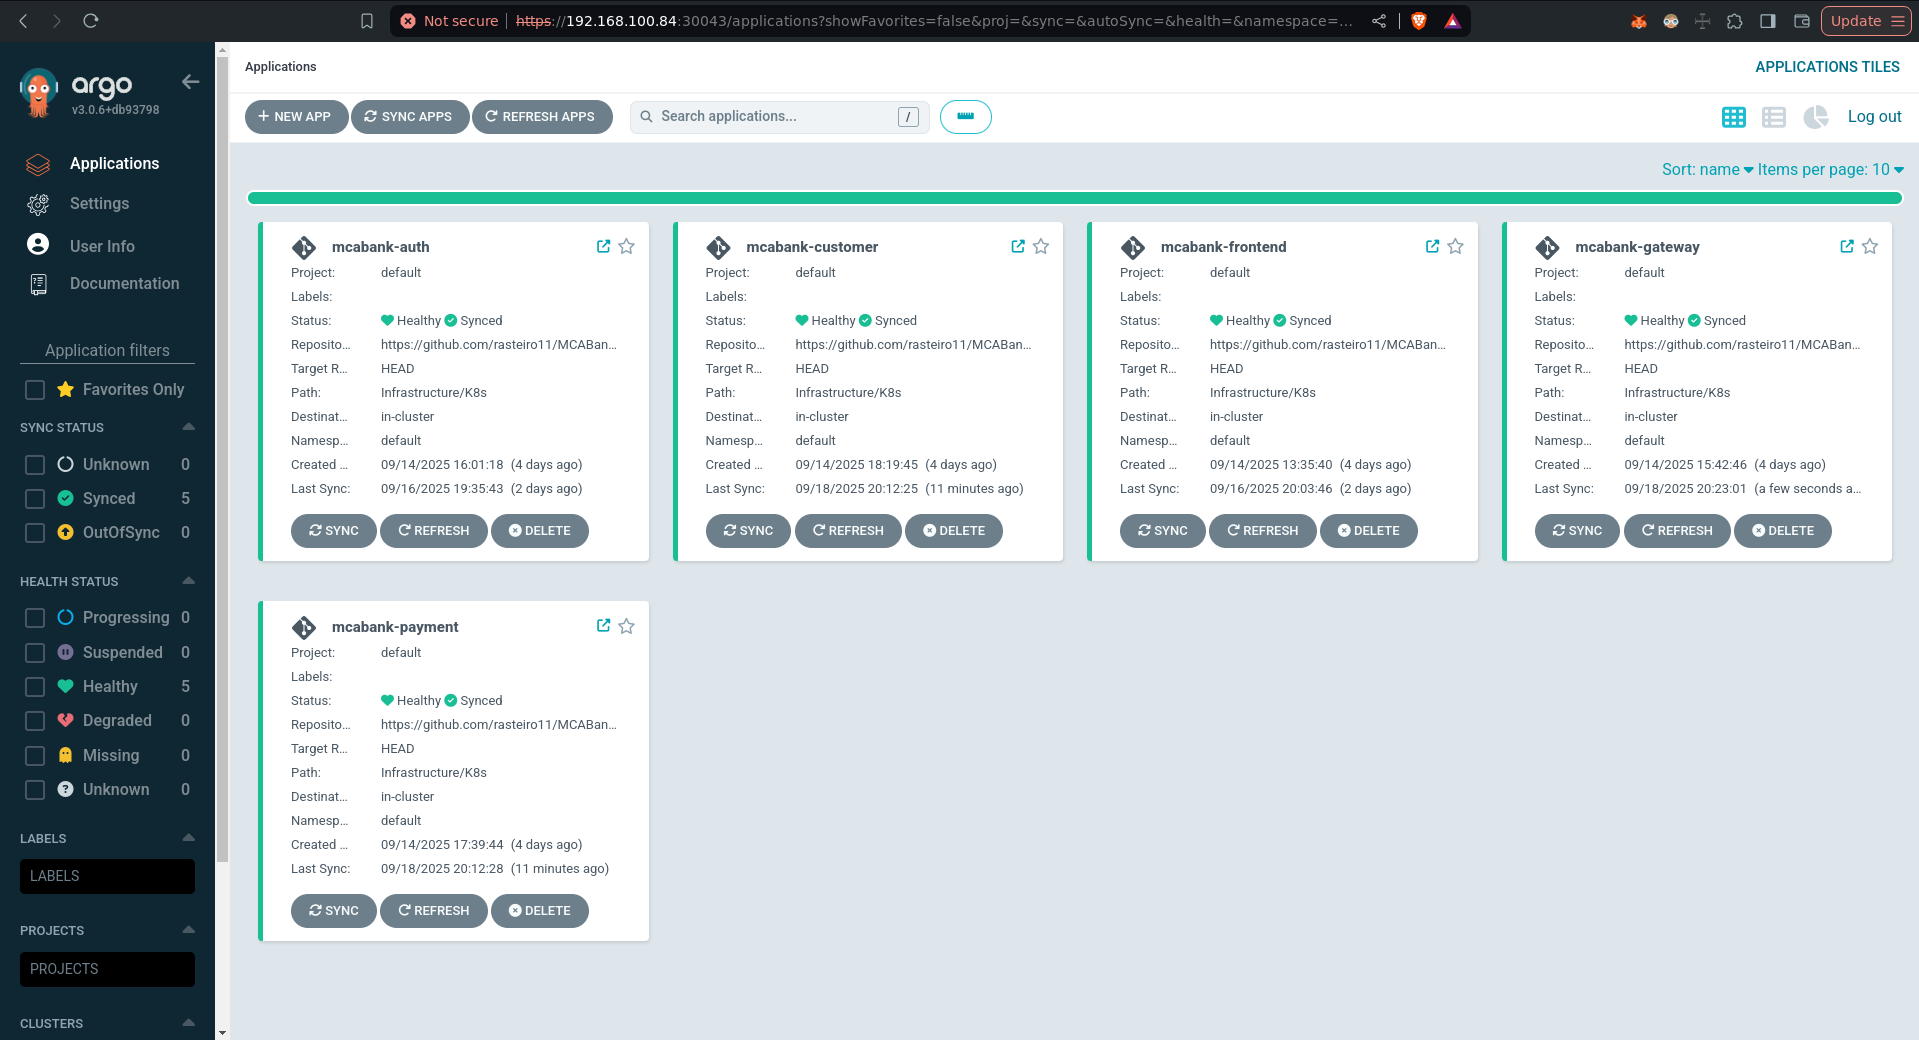 Not secure https://192.168.100.84:30043/applications?showFavorites=false&proj=&sync=&autoSync=&health=&namespace=...
Update
argo
v3.0.6+db93798
Applications
Settings
User Info
Documentation
Application filters
Favorites Only
SYNC STATUS
Unknown 0
Synced 5
OutOfSync 0
HEALTH STATUS
Progressing 0
Suspended 0
Healthy 5
Degraded 0
Missing 0
Unknown 0
LABELS
LABELS
PROJECTS
PROJECTS
CLUSTERS
Applications
APPLICATIONS TILES
NEW APP SYNC APPS REFRESH APPS Search applications... / Log out
Sort: name Items per page: 10
mcabank-auth
Project: default
Labels:
Status: Healthy Synced
Reposito... https://github.com/rasteiro11/MCABan...
Target R... HEAD
Path: Infrastructure/K8s
Destinat... in-cluster
Namesp... default
Created ... 09/14/2025 16:01:18 (4 days ago)
Last Sync: 09/16/2025 19:35:43 (2 days ago)
SYNC REFRESH DELETE
mcabank-customer
Project: default
Labels:
Status: Healthy Synced
Reposito... https://github.com/rasteiro11/MCABan...
Target R... HEAD
Path: Infrastructure/K8s
Destinat... in-cluster
Namesp... default
Created ... 09/14/2025 18:19:45 (4 days ago)
Last Sync: 09/18/2025 20:12:25 (11 minutes ago)
SYNC REFRESH DELETE
mcabank-frontend
Project: default
Labels:
Status: Healthy Synced
Reposito... https://github.com/rasteiro11/MCABan...
Target R... HEAD
Path: Infrastructure/K8s
Destinat... in-cluster
Namesp... default
Created ... 09/14/2025 13:35:40 (4 days ago)
Last Sync: 09/16/2025 20:03:46 (2 days ago)
SYNC REFRESH DELETE
mcabank-gateway
Project: default
Labels:
Status: Healthy Synced
Reposito... https://github.com/rasteiro11/MCABan...
Target R... HEAD
Path: Infrastructure/K8s
Destinat... in-cluster
Namesp... default
Created ... 09/14/2025 15:42:46 (4 days ago)
Last Sync: 09/18/2025 20:23:01 (a few seconds a...
SYNC REFRESH DELETE
mcabank-payment
Project: default
Labels:
Status: Healthy Synced
Reposito... https://github.com/rasteiro11/MCABan...
Target R... HEAD
Path: Infrastructure/K8s
Destinat... in-cluster
Namesp... default
Created ... 09/14/2025 17:39:44 (4 days ago)
Last Sync: 09/18/2025 20:12:28 (11 minutes ago)
SYNC REFRESH DELETE